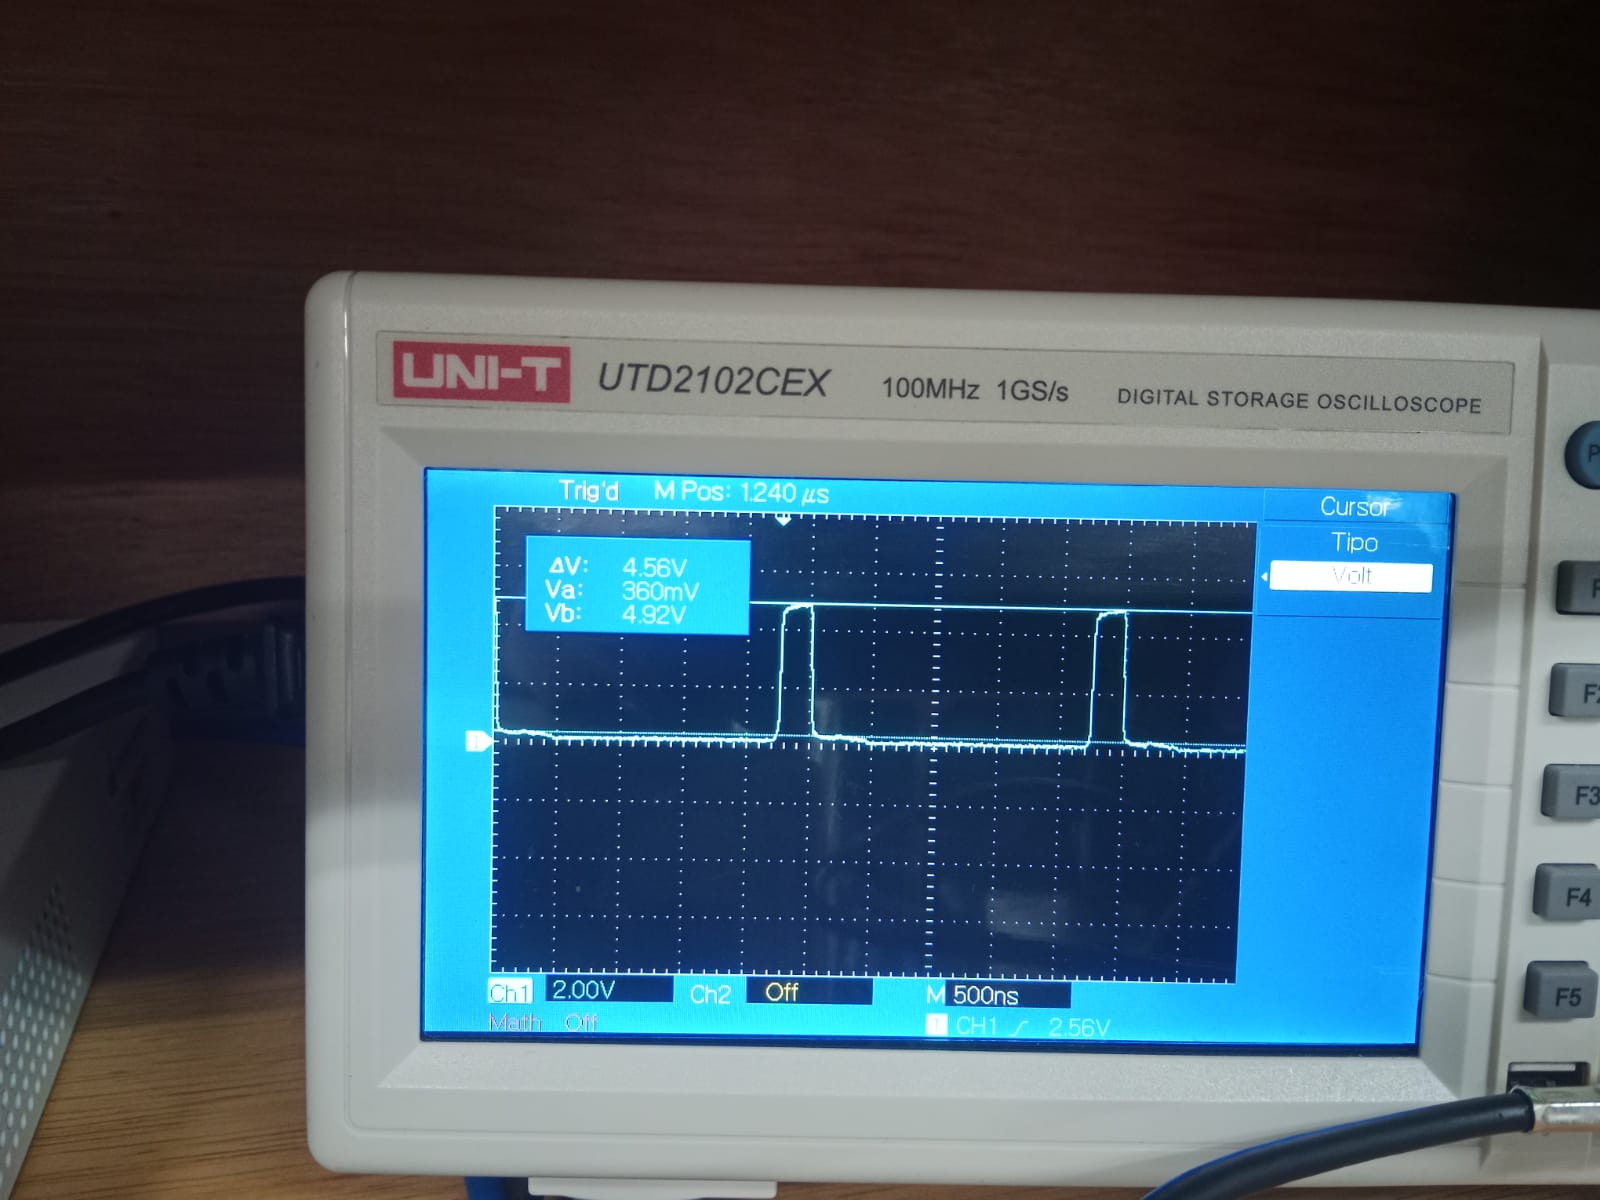 UNI-T UTD2102CEX 100MHz 1GS/s DIGITAL STORAGE OSCILLOSCOPE
Trig'd M Pos: 1.240 μs
Cursor
Tipo
Volt
ΔV: 4.56V
Va: 360mV
Vb: 4.92V
Ch1 2.00V Ch2 Off M 500ns
Math Off
T CH1 2.56V
F2
F3
F4
F5